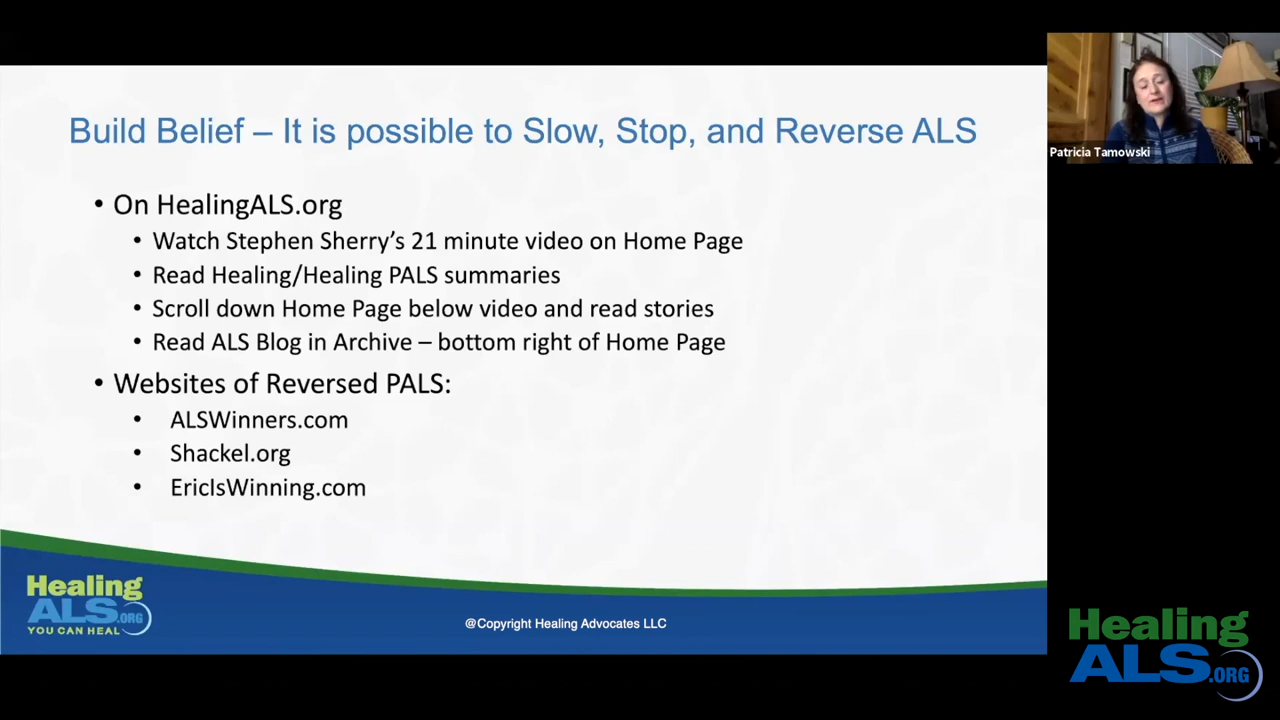 Build Belief – It is possible to Slow, Stop, and Reverse ALS
• On HealingALS.org
• Watch Stephen Sherry’s 21 minute video on Home Page
• Read Healing/Healing PALS summaries
• Scroll down Home Page below video and read stories
• Read ALS Blog in Archive – bottom right of Home Page
• Websites of Reversed PALS:
• ALSWinners.com
• Shackel.org
• EricIsWinning.com
Healing
ALS.ORG
YOU CAN HEAL
@Copyright Healing Advocates LLC
Patricia Tamowski
Healing
ALS.ORG